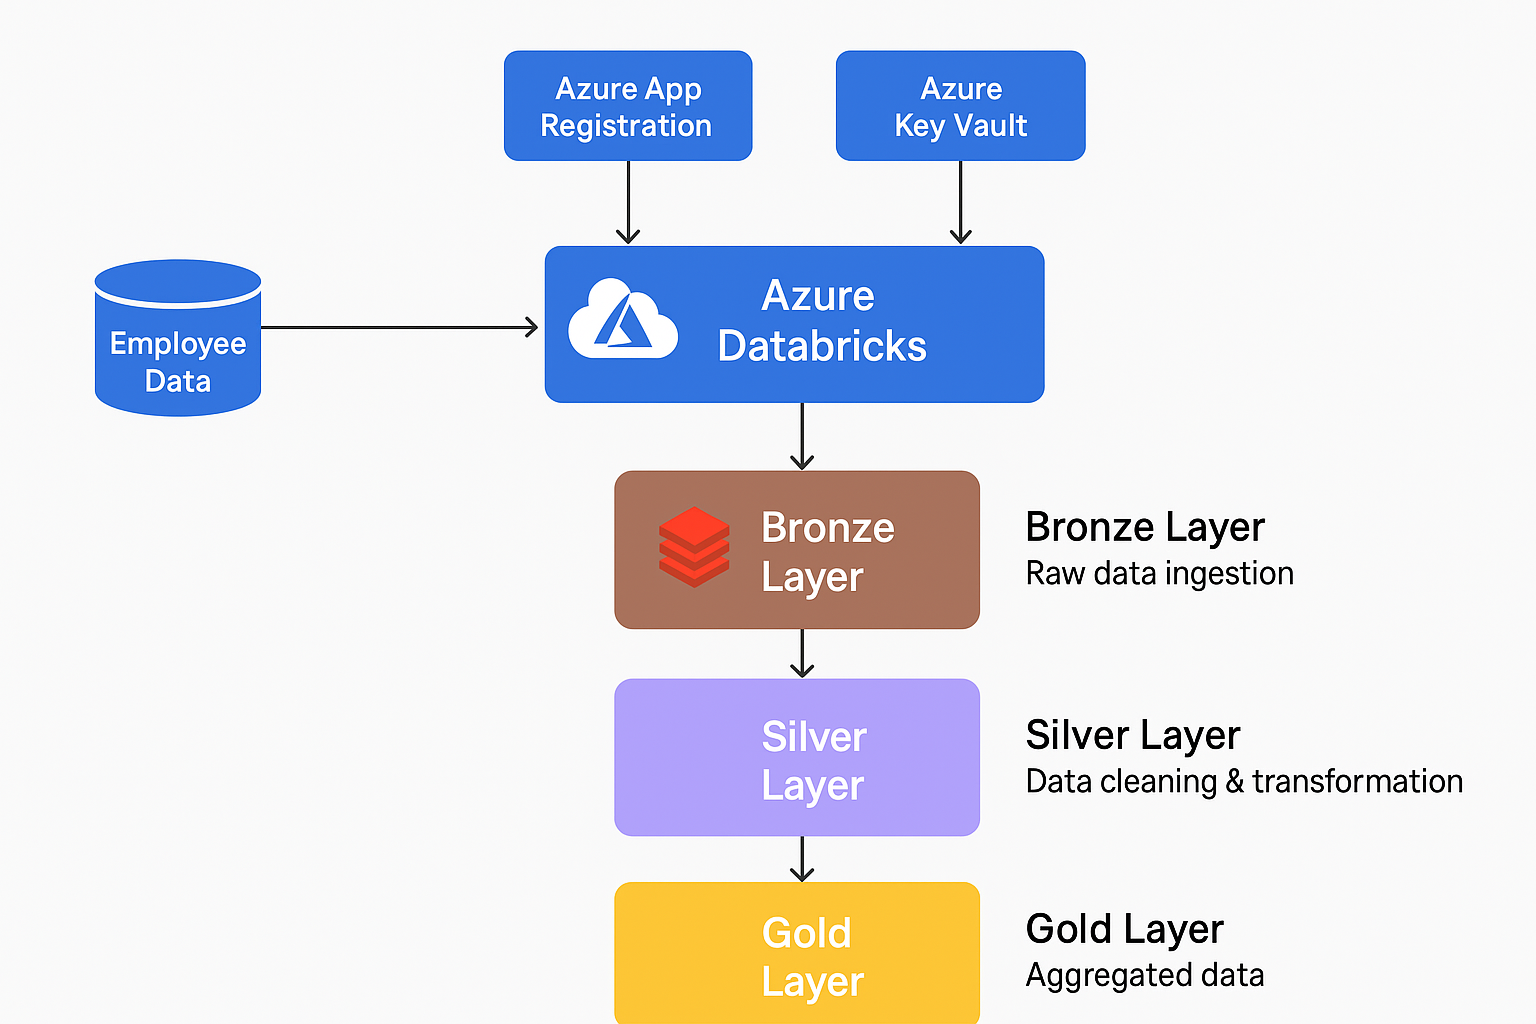 Azure App
Registration
Azure
Key Vault
Employee
Data
Azure
Databricks
Bronze
Layer
Bronze Layer
Raw data ingestion
Silver
Layer
Silver Layer
Data cleaning & transformation
Gold
Layer
Gold Layer
Aggregated data